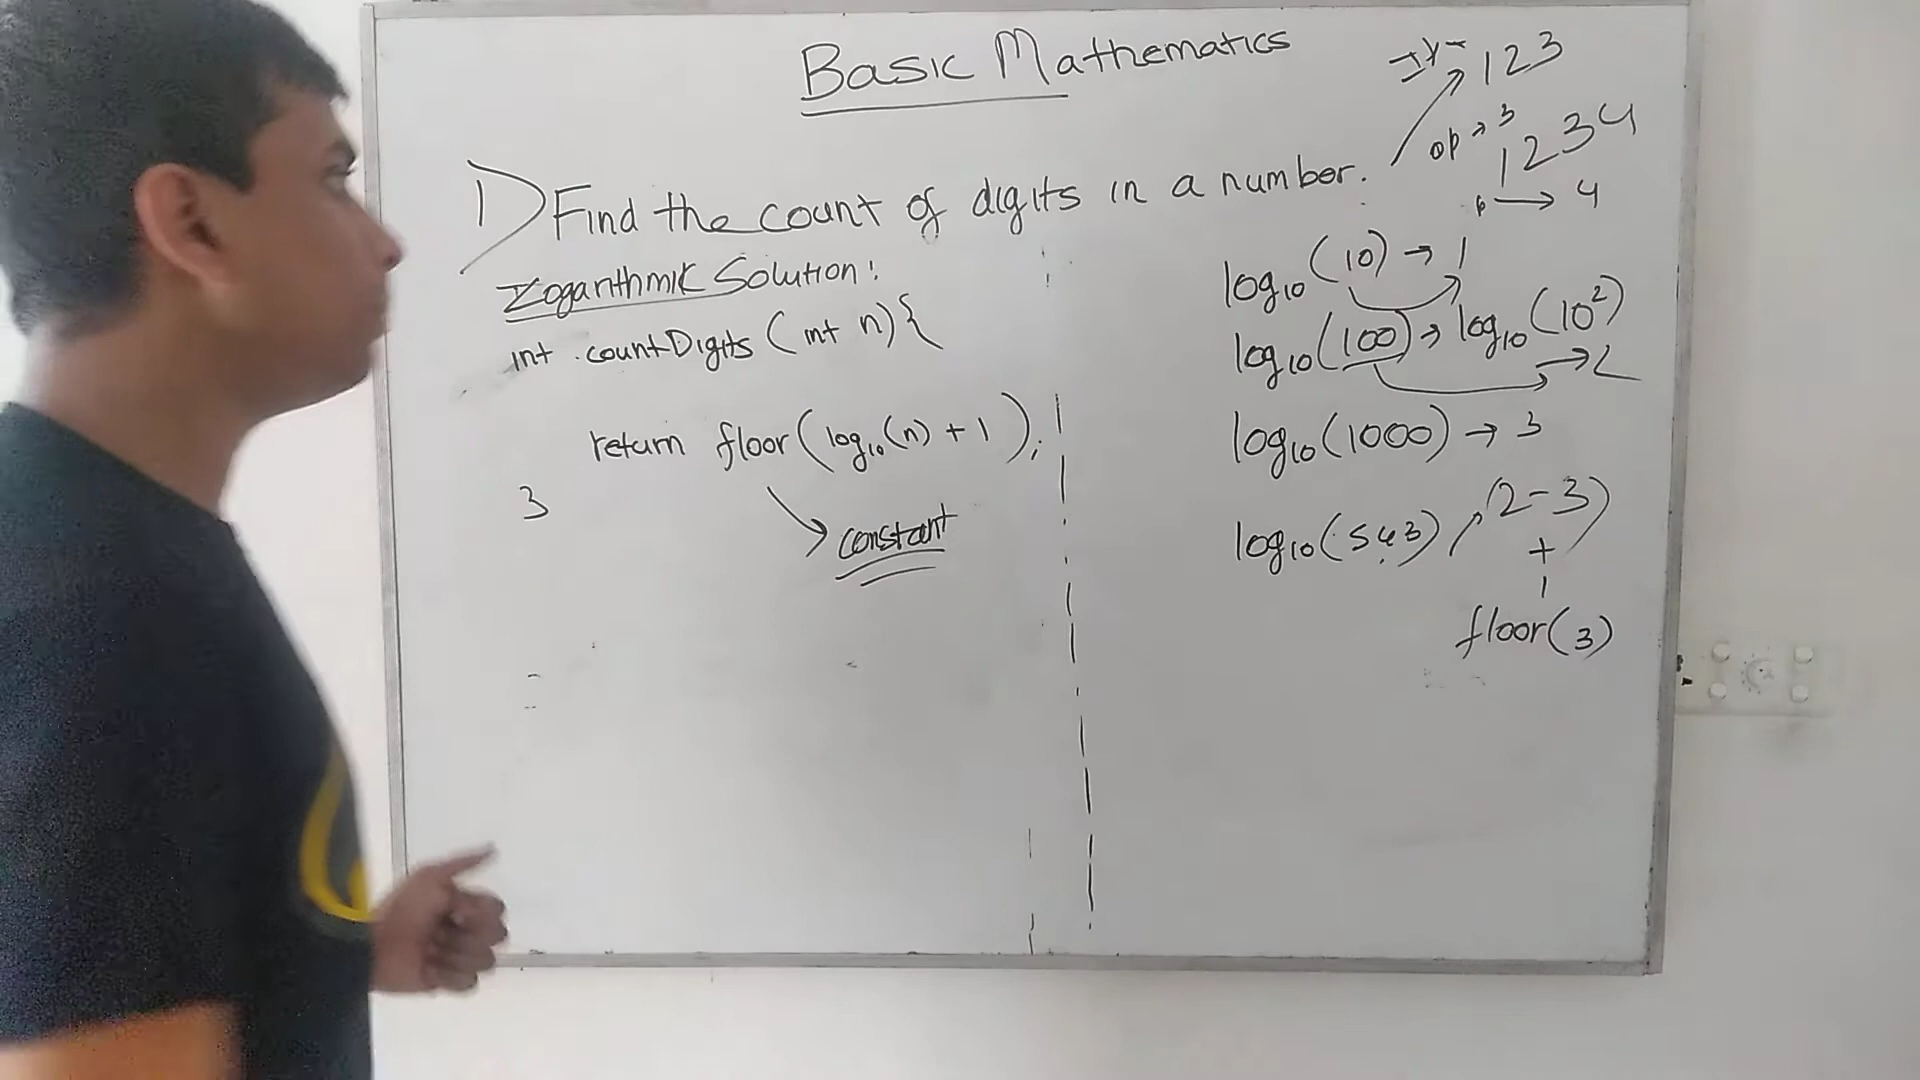 Basic Mathematics
123
op → 3
1234
→ 4
1) Find the count of digits in a number.
Logarithmic Solution:
int countDigits (int n) {
return floor(log₁₀(n) + 1);
}
constant
log₁₀(10) → 1
log₁₀(100) → log₁₀(10²)
→ 2
log₁₀(1000) → 3
log₁₀(543) (2-3)
+
1
floor(3)